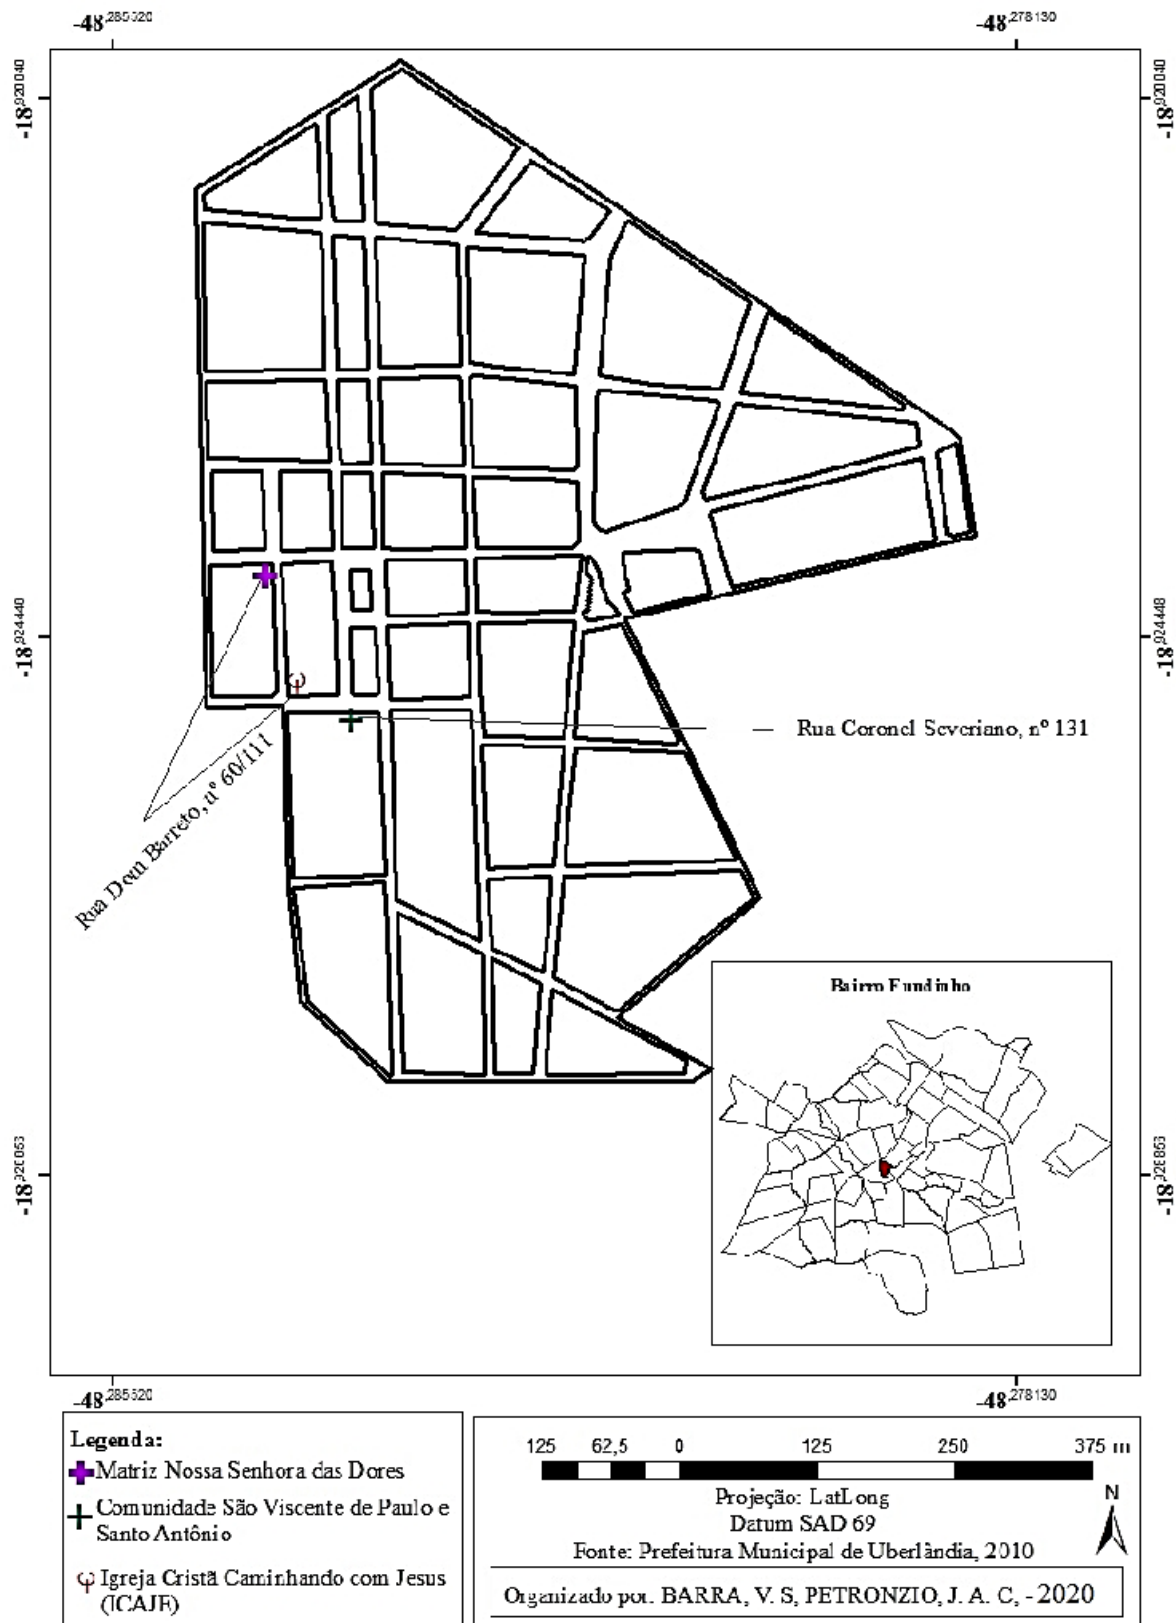 -48,285520
-48,278130
-18,920040
-18,920040
-18,924448
-18,924448
Rua Coronel Severiano, nº 131
Rua Dom Barreto, nº 60/111
Bairro Fundinho
-18,928853
-18,928853
-48,285520
-48,278130
Legenda:
Matriz Nossa Senhora das Dores
Comunidade São Viscente de Paulo e
Santo Antônio
Igreja Cristã Caminhando com Jesus
(ICAJE)
125 62,5 0 125 250 375 m
N
Projeção: LatLong
Datum SAD 69
Fonte: Prefeitura Municipal de Uberlândia, 2010
Organizado por: BARRA, V. S, PETRONZIO, J. A. C, - 2020